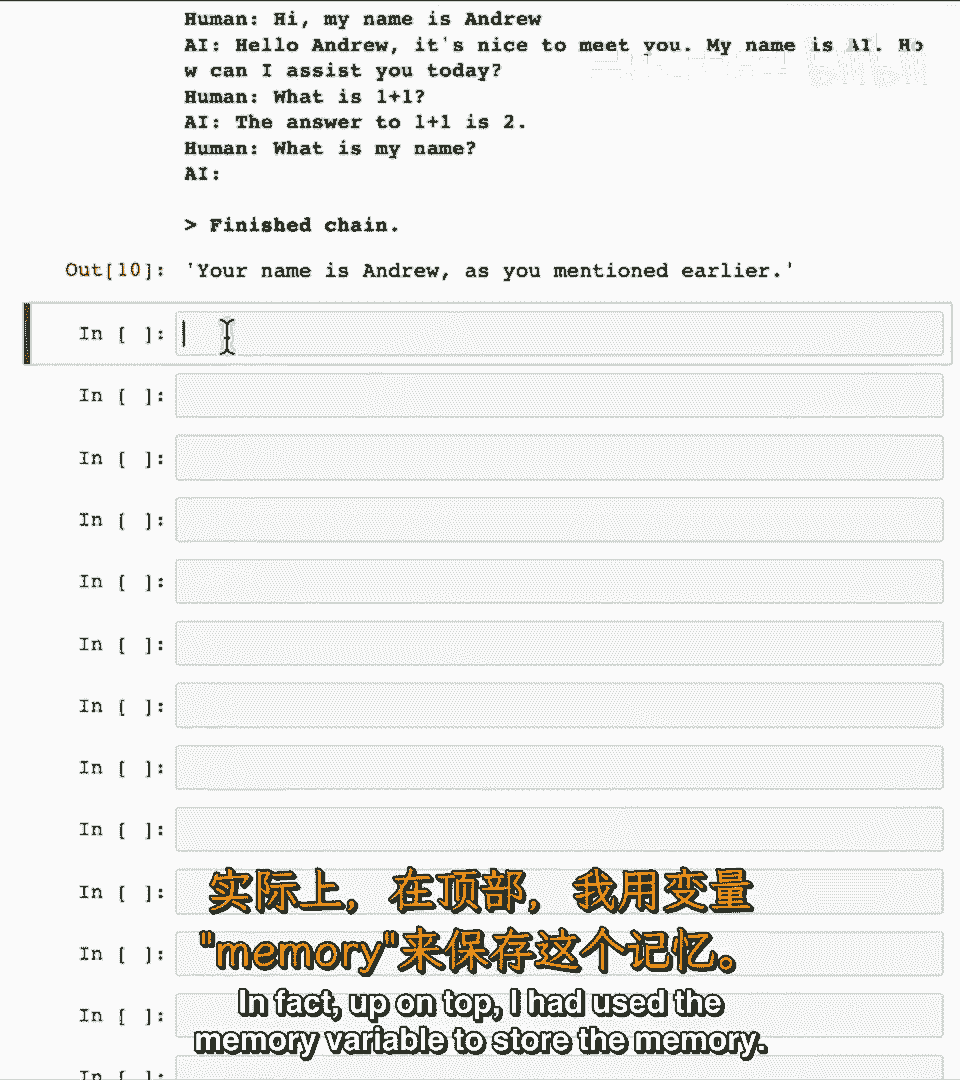 Human: Hi, my name is Andrew
AI: Hello Andrew, it's nice to meet you. My name is AI. Ho
w can I assist you today?
Human: What is 1+1?
AI: The answer to 1+1 is 2.
Human: What is my name?
AI:
> Finished chain.
Out[10]: 'Your name is Andrew, as you mentioned earlier.'
In [ ]:
In [ ]:
In [ ]:
In [ ]:
In [ ]:
In [ ]:
In [ ]:
In [ ]:
In [ ]:
In [ ]:
实际上，在顶部，我用变量
In [ ]:
"memory"来保存这个记忆。
In [ ]:
In fact, up on top, I had used the
memory variable to store the memory.
In [ ]: